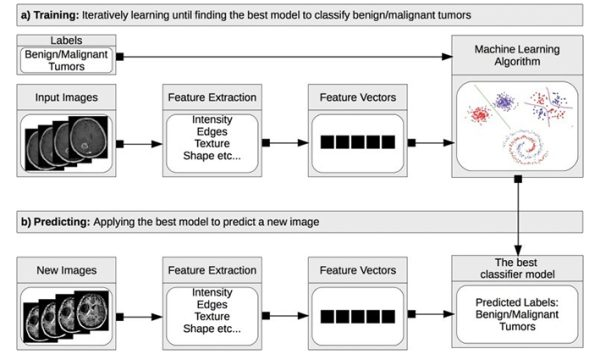 a) Training: Iteratively learning until finding the best model to classify benign/malignant tumors
Labels
Benign/Malignant
Tumors
Machine Learning
Algorithm
Input Images
Feature Extraction
Intensity
Edges
Texture
Shape etc...
Feature Vectors
b) Predicting: Applying the best model to predict a new image
New Images
Feature Extraction
Intensity
Edges
Texture
Shape etc...
Feature Vectors
The best
classifier model
Predicted Labels:
Benign/Malignant
Tumors